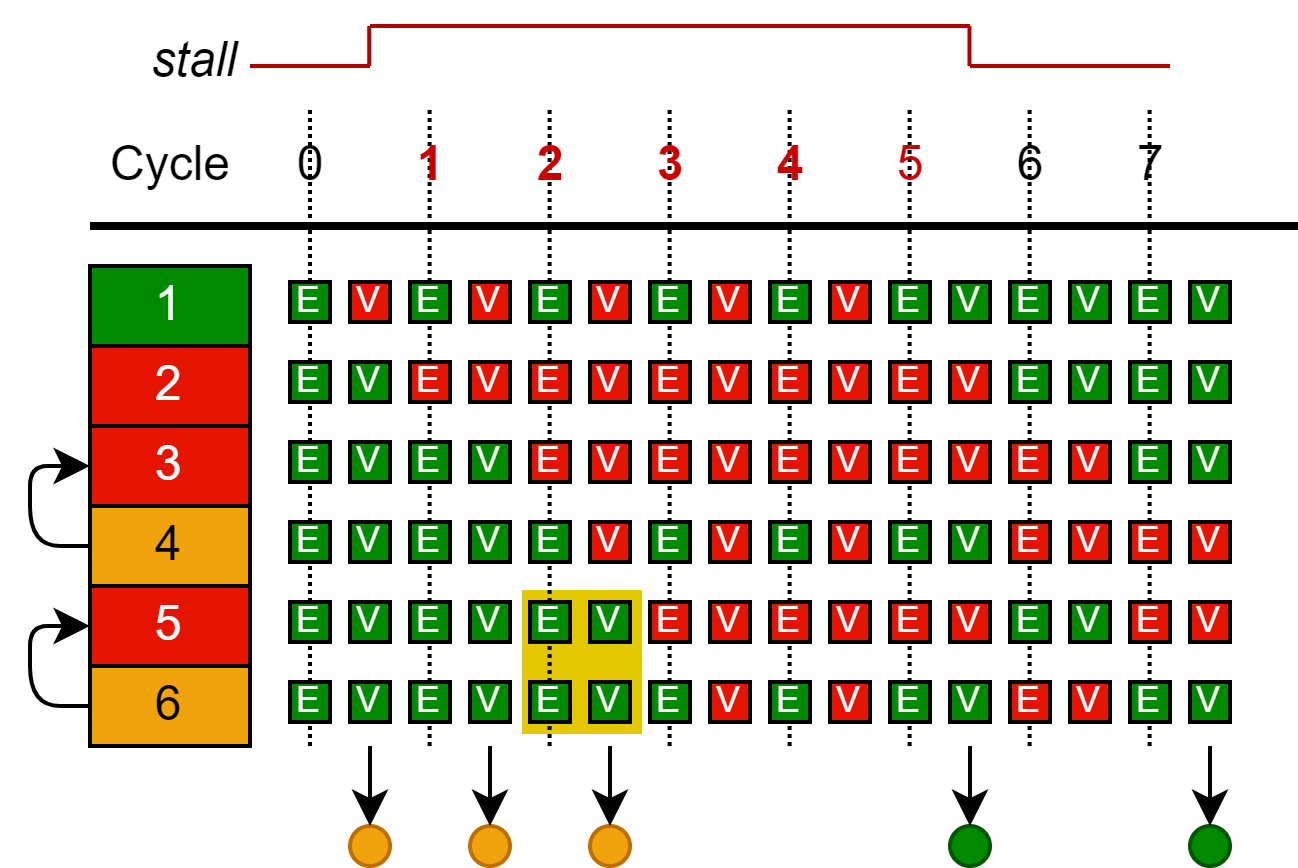 stall
Cycle 0 1 2 3 4 5 6 7
1 E V E V E V E V E V E V E V E V
2 E V E V E V E V E V E V E V E V
3 E V E V E V E V E V E V E V E V
4 E V E V E V E V E V E V E V E V
5 E V E V E V E V E V E V E V E V
6 E V E V E V E V E V E V E V E V